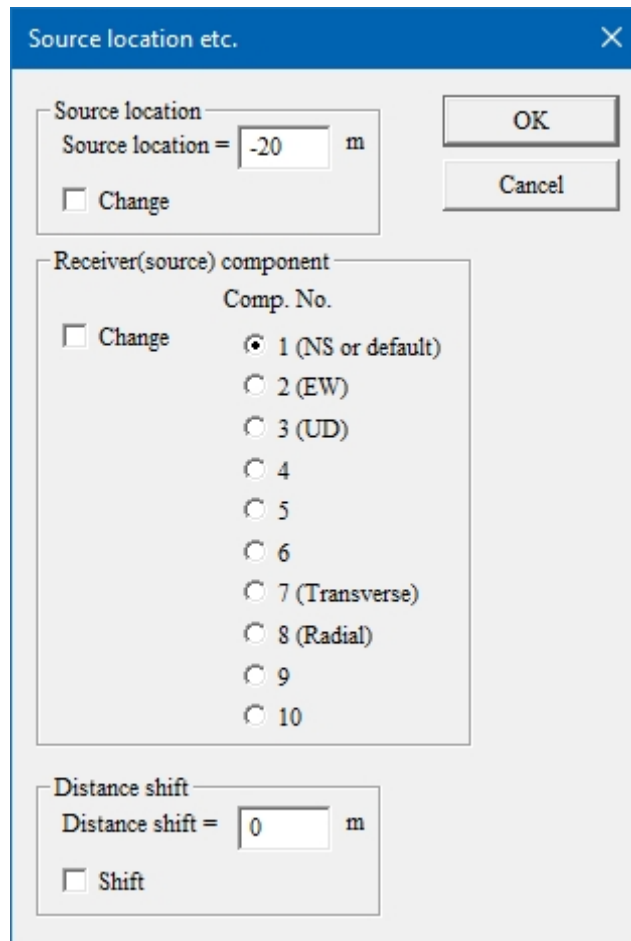 Source location etc.
Source location
Source location = -20 m
Change
OK
Cancel
Receiver(source) component
Comp. No.
Change
1 (NS or default)
2 (EW)
3 (UD)
4
5
6
7 (Transverse)
8 (Radial)
9
10
Distance shift
Distance shift = 0 m
Shift